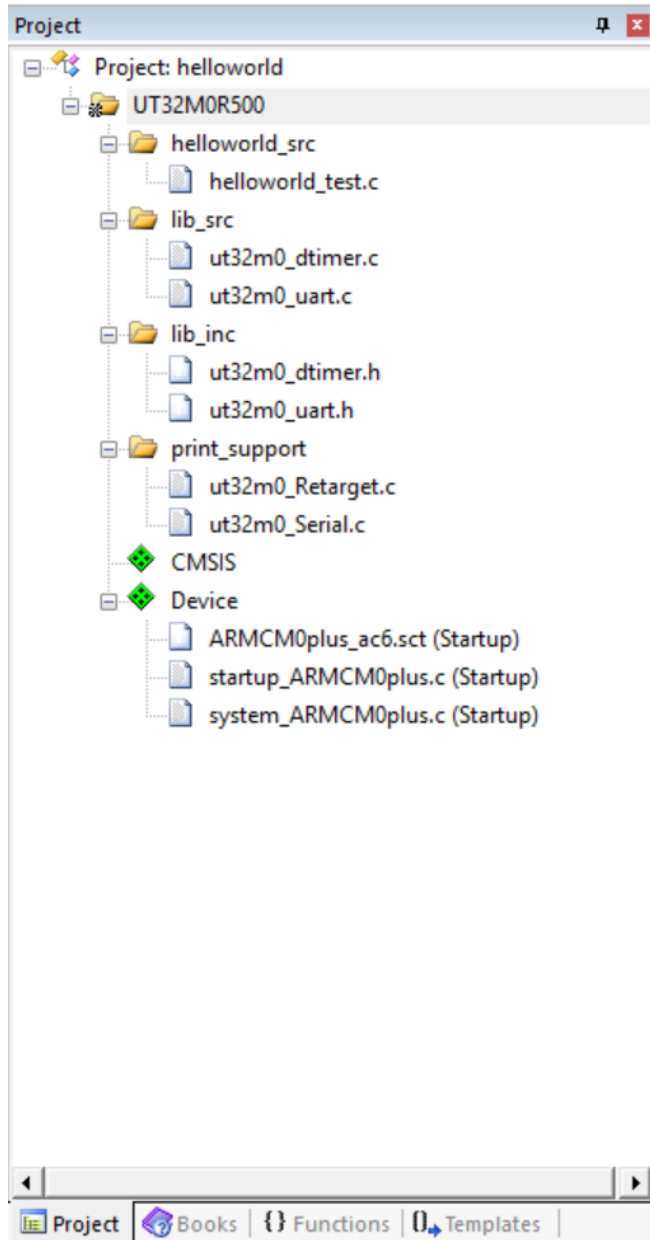 Project
Project: helloworld
UT32M0R500
helloworld_src
helloworld_test.c
lib_src
ut32m0_dtimer.c
ut32m0_uart.c
lib_inc
ut32m0_dtimer.h
ut32m0_uart.h
print_support
ut32m0_Retarget.c
ut32m0_Serial.c
CMSIS
Device
ARMCM0plus_ac6.sct (Startup)
startup_ARMCM0plus.c (Startup)
system_ARMCM0plus.c (Startup)
Project Books {} Functions 0 Templates